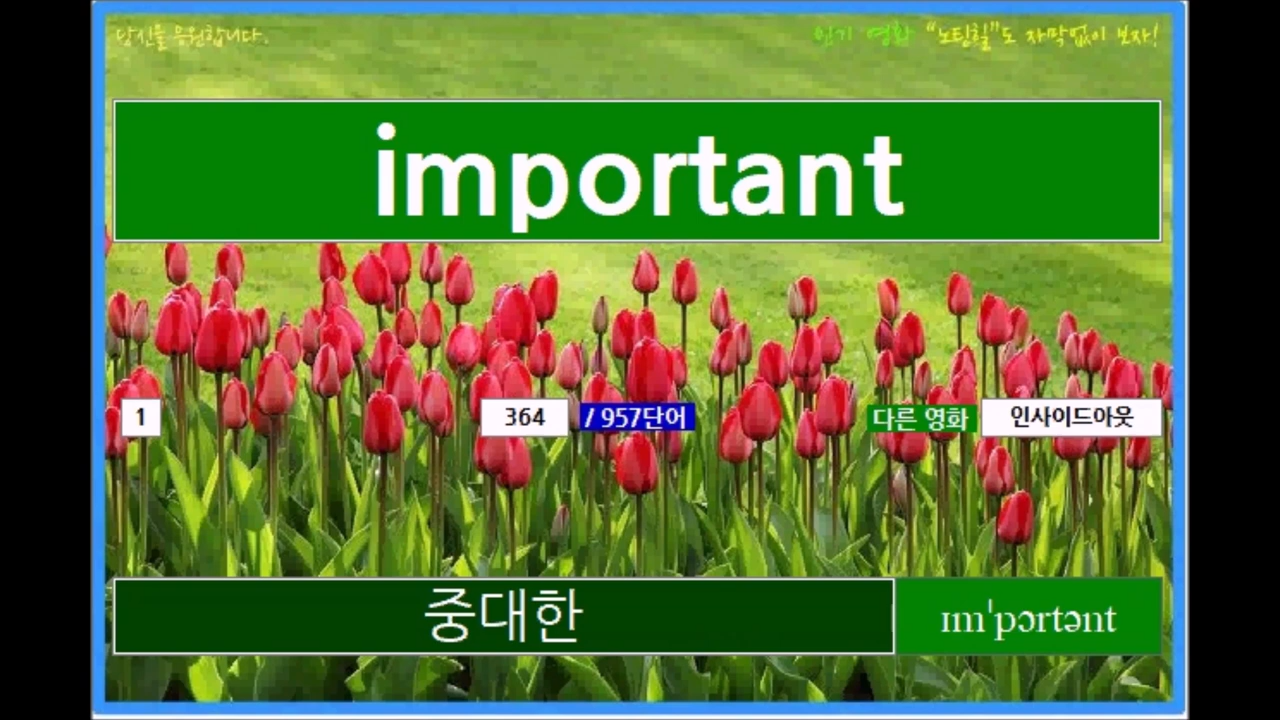 당신을 응원합니다.
인기 영화 "노팅힐"도 자막없이 보자!
important
1
364 / 957단어
다른 영화 인사이드아웃
중대한
ɪmˈpɔrtənt